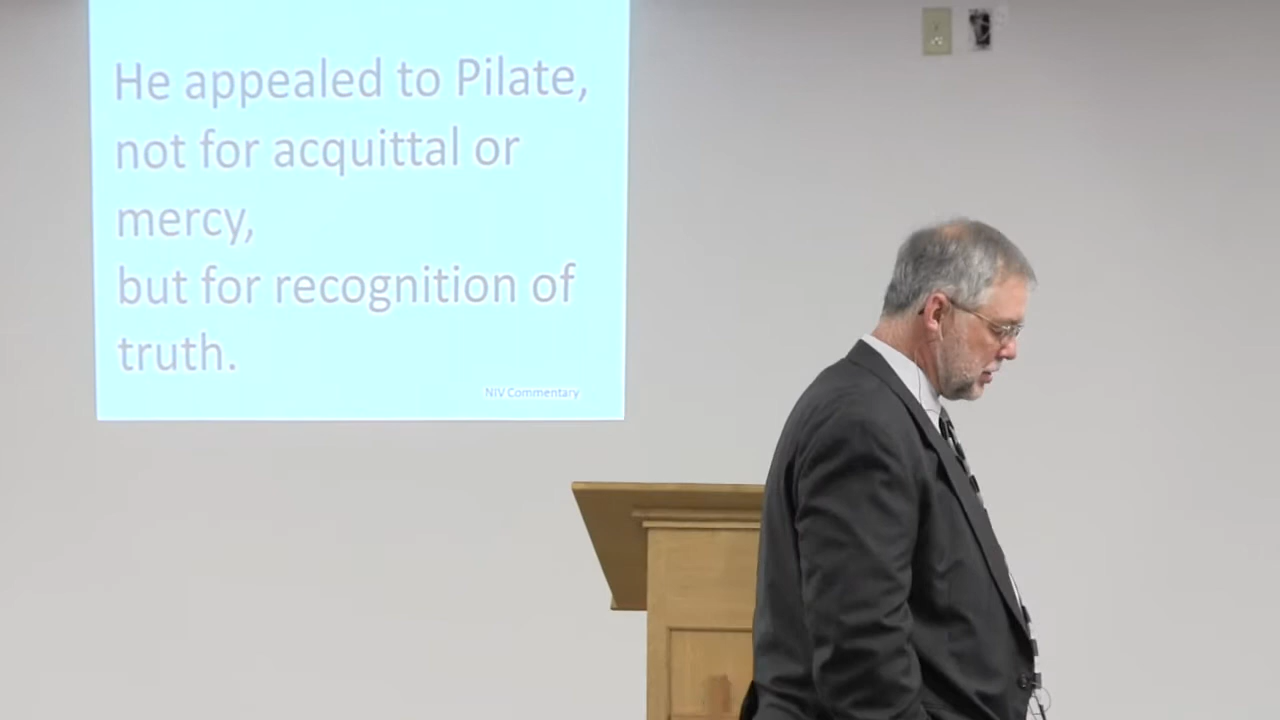 He appealed to Pilate,
not for acquittal or
mercy,
but for recognition of
truth.
NIV Commentary